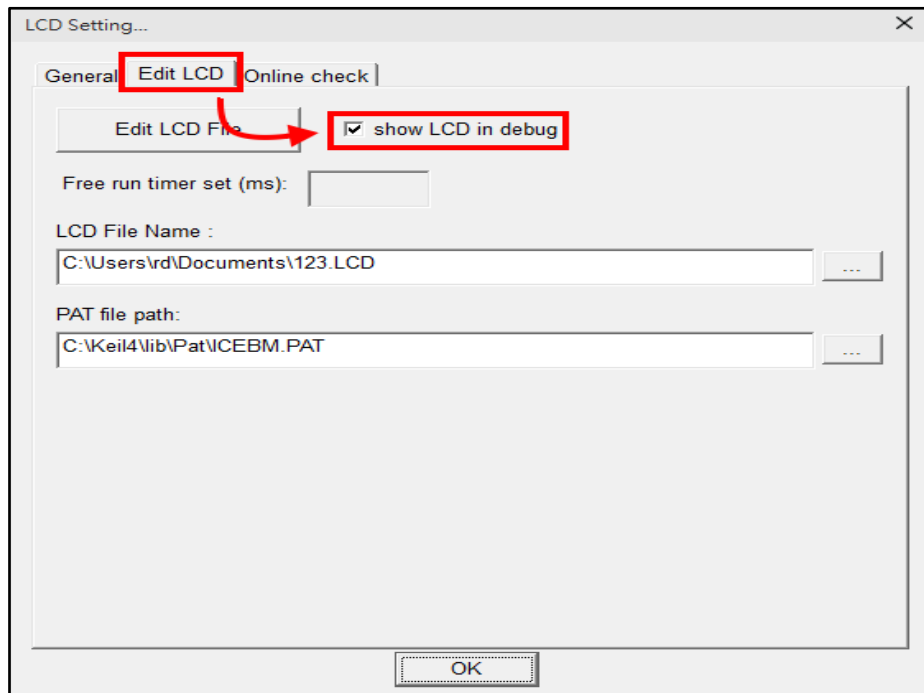 LCD Setting...
General Edit LCD Online check
Edit LCD File show LCD in debug
Free run timer set (ms):
LCD File Name :
C:\Users\rd\Documents\123.LCD
...
PAT file path:
C:\Keil4\lib\Pat\ICEBM.PAT
...
OK